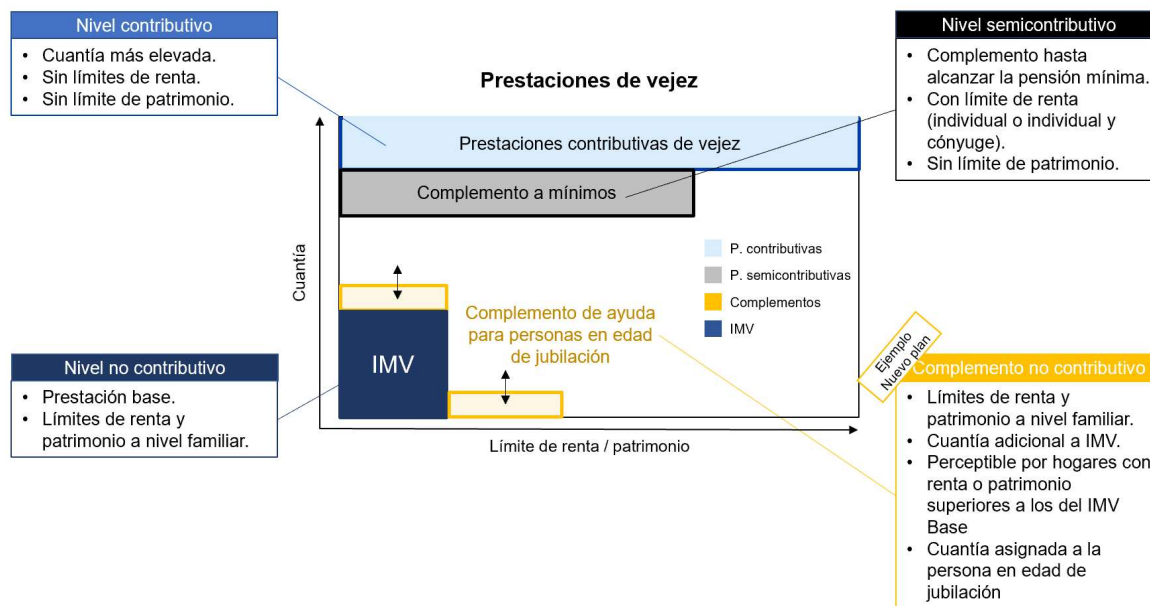 Nivel contributivo
• Cuantía más elevada.
• Sin límites de renta.
• Sin límite de patrimonio.
Nivel semicontributivo
• Complemento hasta
alcanzar la pensión mínima.
• Con límite de renta
(individual o individual y
cónyuge).
• Sin límite de patrimonio.
Prestaciones de vejez
Prestaciones contributivas de vejez
Complemento a mínimos
Cuantía
P. contributivas
P. semicontributivas
Complementos
IMV
Complemento de ayuda
para personas en edad
de jubilación
IMV
Límite de renta / patrimonio
Nivel no contributivo
• Prestación base.
• Límites de renta y
patrimonio a nivel familiar.
Ejemplo
Nuevo plan
Complemento no contributivo
• Límites de renta y
patrimonio a nivel familiar.
• Cuantía adicional a IMV.
• Perceptible por hogares con
renta o patrimonio
superiores a los del IMV
Base
• Cuantía asignada a la
persona en edad de
jubilación